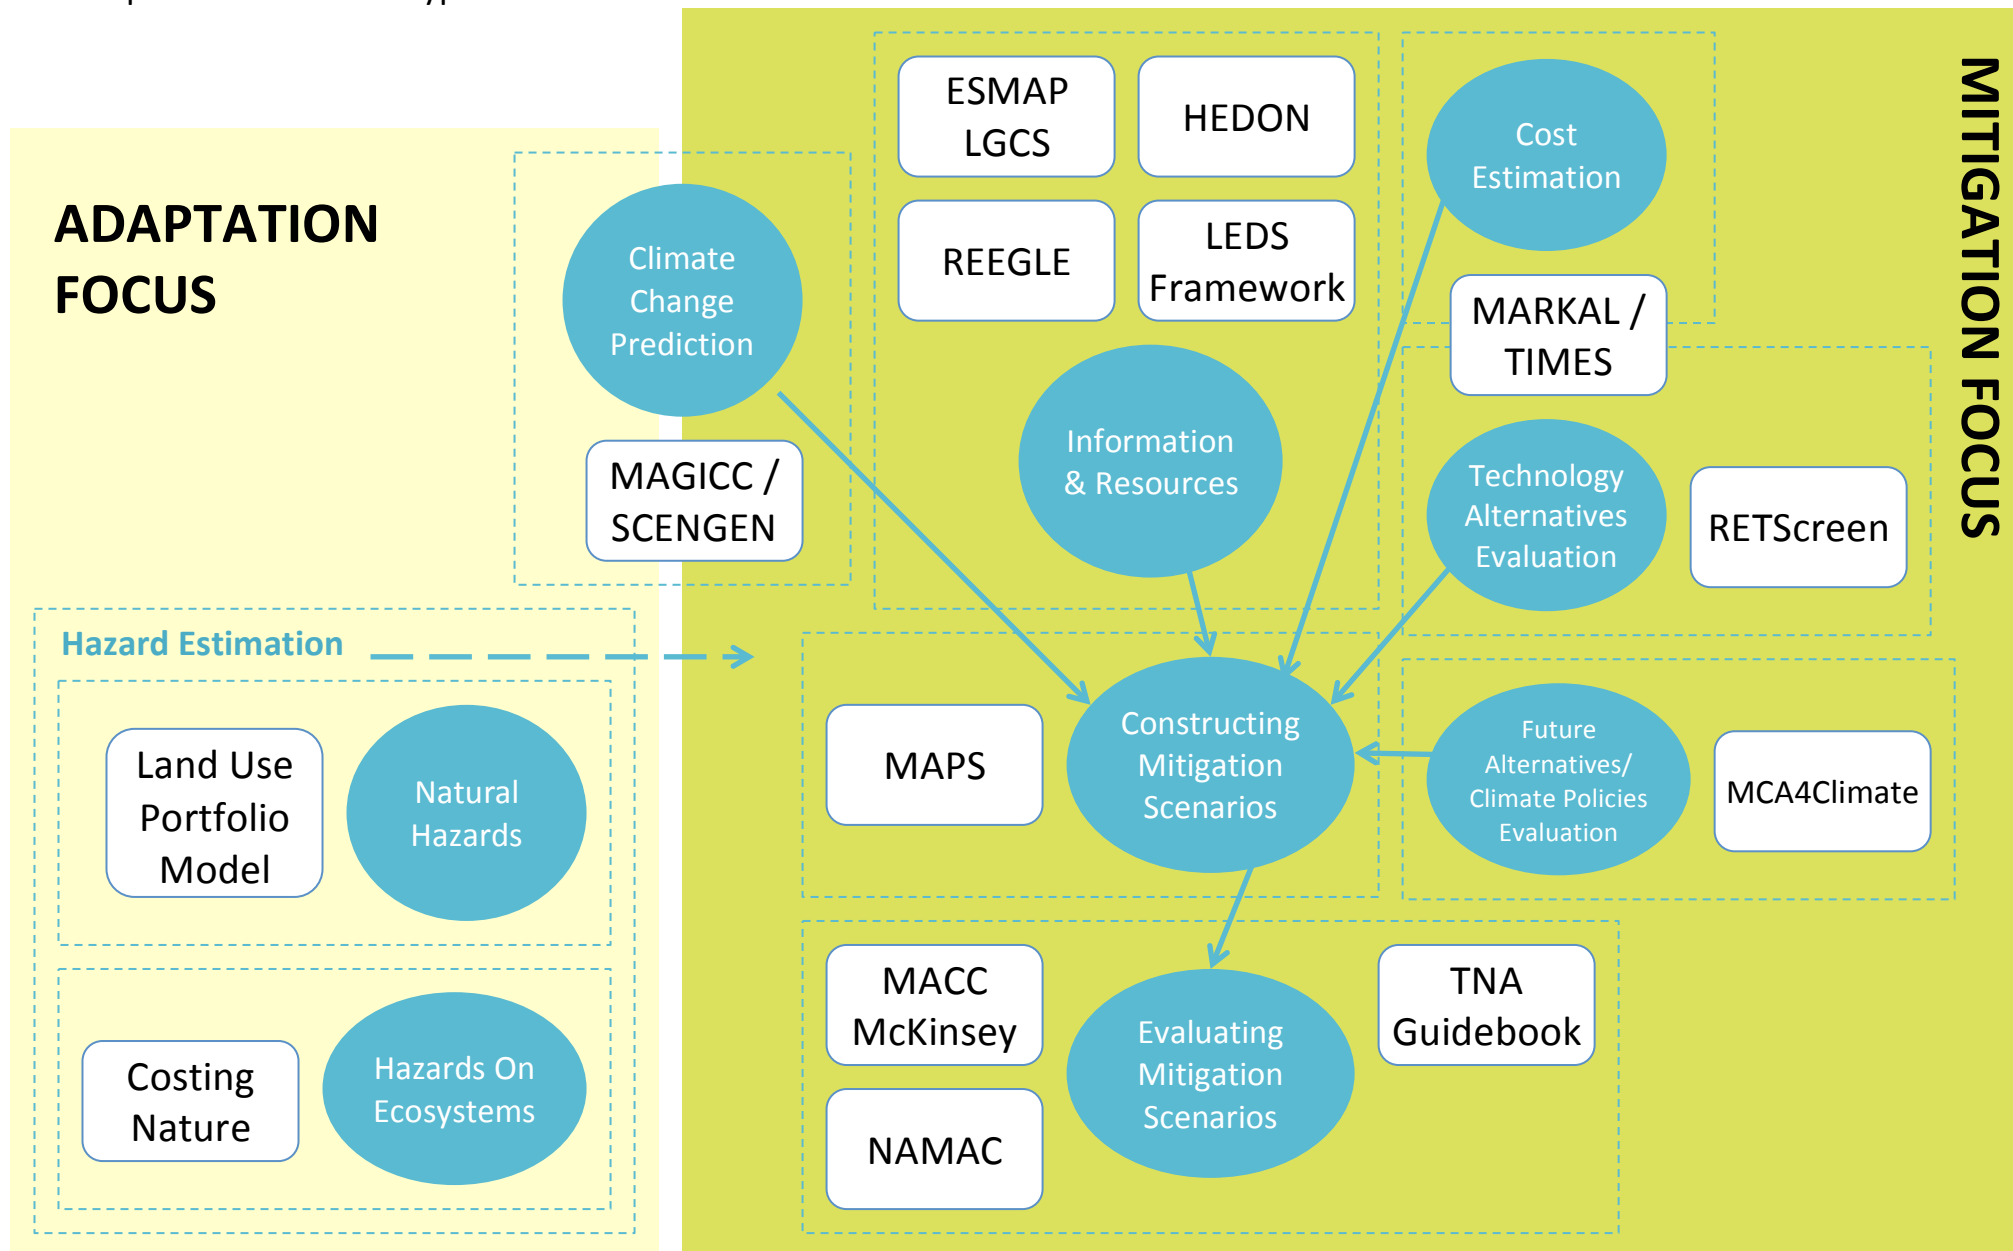 ADAPTATION
FOCUS
Climate
Change
Prediction
MAGICC /
SCENGEN
Hazard Estimation
Land Use
Portfolio
Model
Natural
Hazards
Costing
Nature
Hazards On
Ecosystems
MITIGATION FOCUS
ESMAP
LGCS
HEDON
REEGLE
LEDS
Framework
Information
& Resources
Cost
Estimation
MARKAL /
TIMES
Technology
Alternatives
Evaluation
RETScreen
MAPS
Constructing
Mitigation
Scenarios
Future
Alternatives/
Climate Policies
Evaluation
MCA4Climate
MACC
McKinsey
NAMAC
Evaluating
Mitigation
Scenarios
TNA
Guidebook